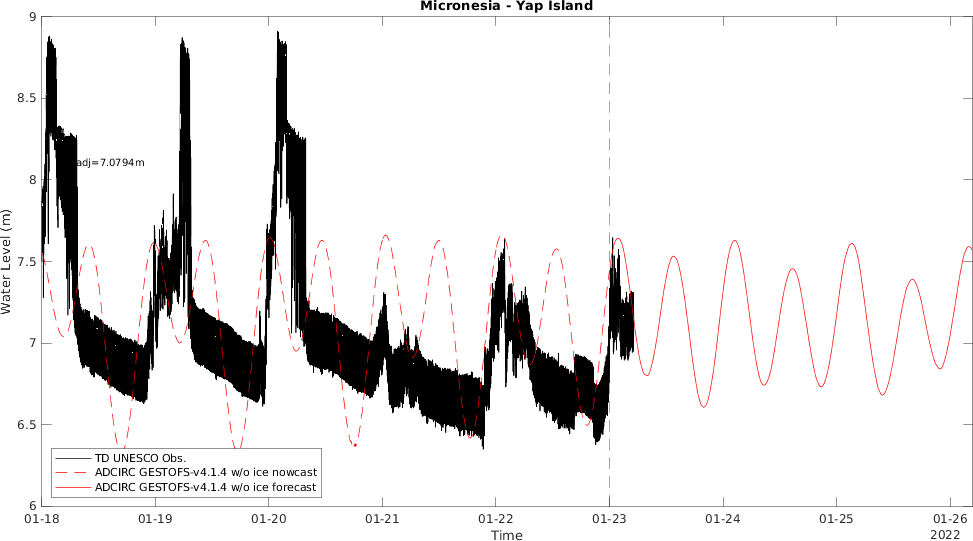 Micronesia - Yap Island
9
8.5
8
7.5
7
6.5
6
Water Level (m)
adj=7.0794m
TD UNESCO Obs.
ADCIRC GESTOFS-v4.1.4 w/o ice nowcast
ADCIRC GESTOFS-v4.1.4 w/o ice forecast
01-18 01-19 01-20 01-21 01-22 01-23 01-24 01-25 01-26
Time
2022